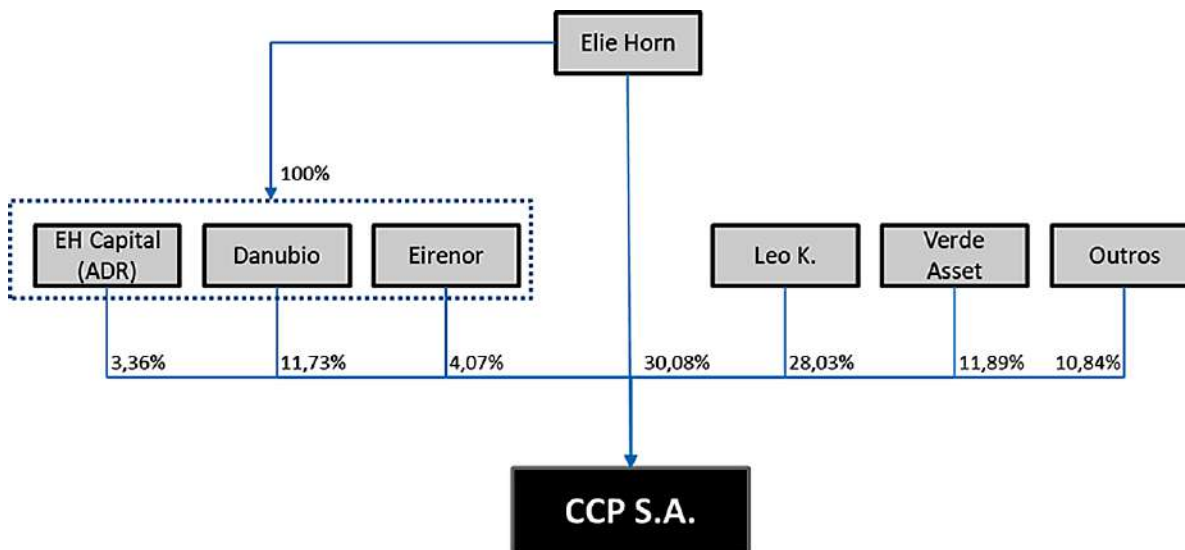 Elie Horn
100%
EH Capital
(ADR)
Danubio
Eirenor
Leo K.
Verde
Asset
Outros
3,36%
11,73%
4,07%
30,08%
28,03%
11,89%
10,84%
CCP S.A.